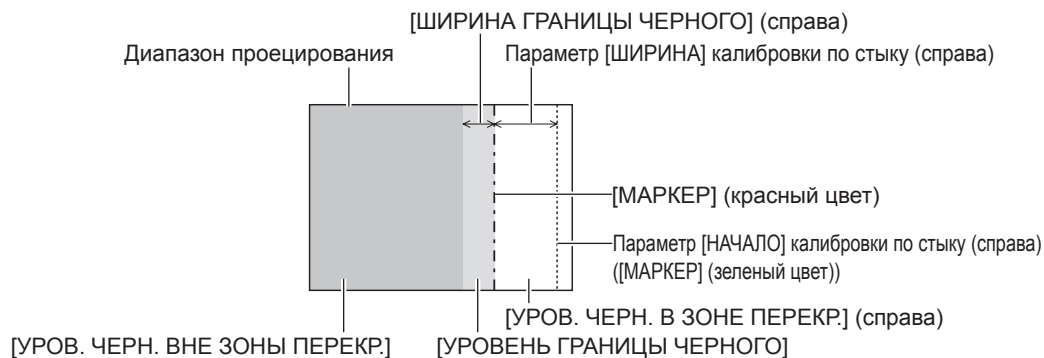 [ШИРИНА ГРАНИЦЫ ЧЕРНОГО] (справа)
Диапазон проецирования
Параметр [ШИРИНА] калибровки по стыку (справа)
[МАРКЕР] (красный цвет)
Параметр [НАЧАЛО] калибровки по стыку (справа)
([МАРКЕР] (зеленый цвет))
[УРОВ. ЧЕРН. В ЗОНЕ ПЕРЕКР.] (справа)
[УРОВ. ЧЕРН. ВНЕ ЗОНЫ ПЕРЕКР.]
[УРОВЕНЬ ГРАНИЦЫ ЧЕРНОГО]